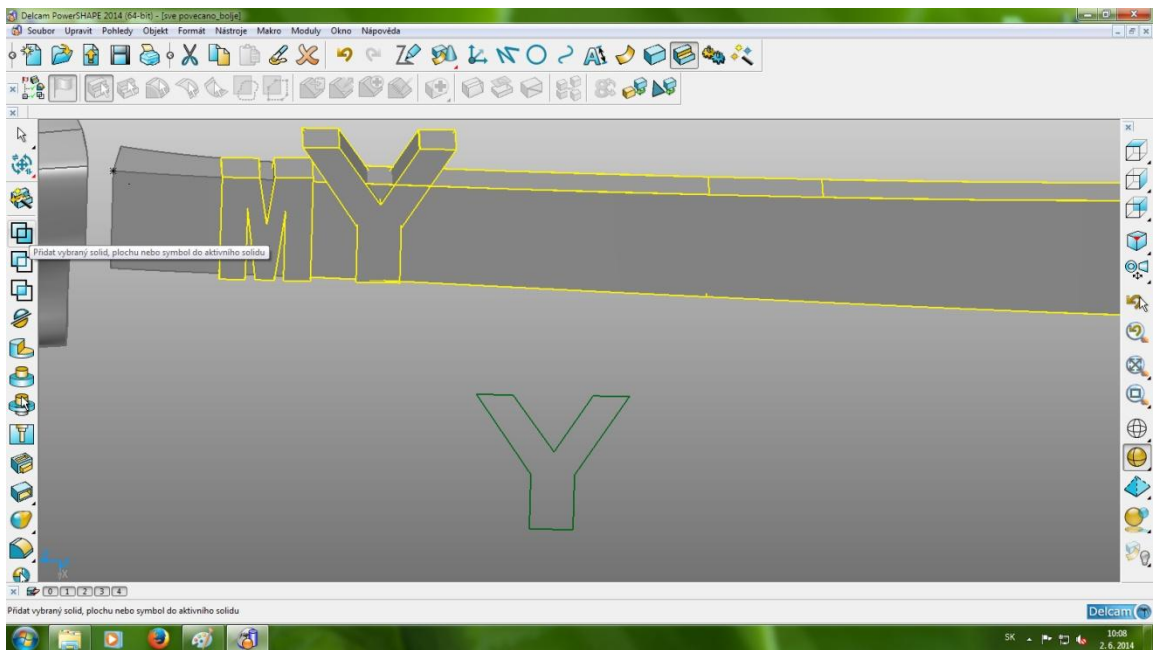 Delcam PowerSHAPE 2014 (64-bit) - [sve povecano_bolje]
Soubor Upravit Pohledy Objekt Formát Nástroje Makro Moduly Okno Nápověda
MY
Přidat vybraný solid, plochu nebo symbol do aktivního solidu
Y
X
0 1 2 3 4
Přidat vybraný solid, plochu nebo symbol do aktivního solidu
Delcam
SK
10:08
2. 6. 2014